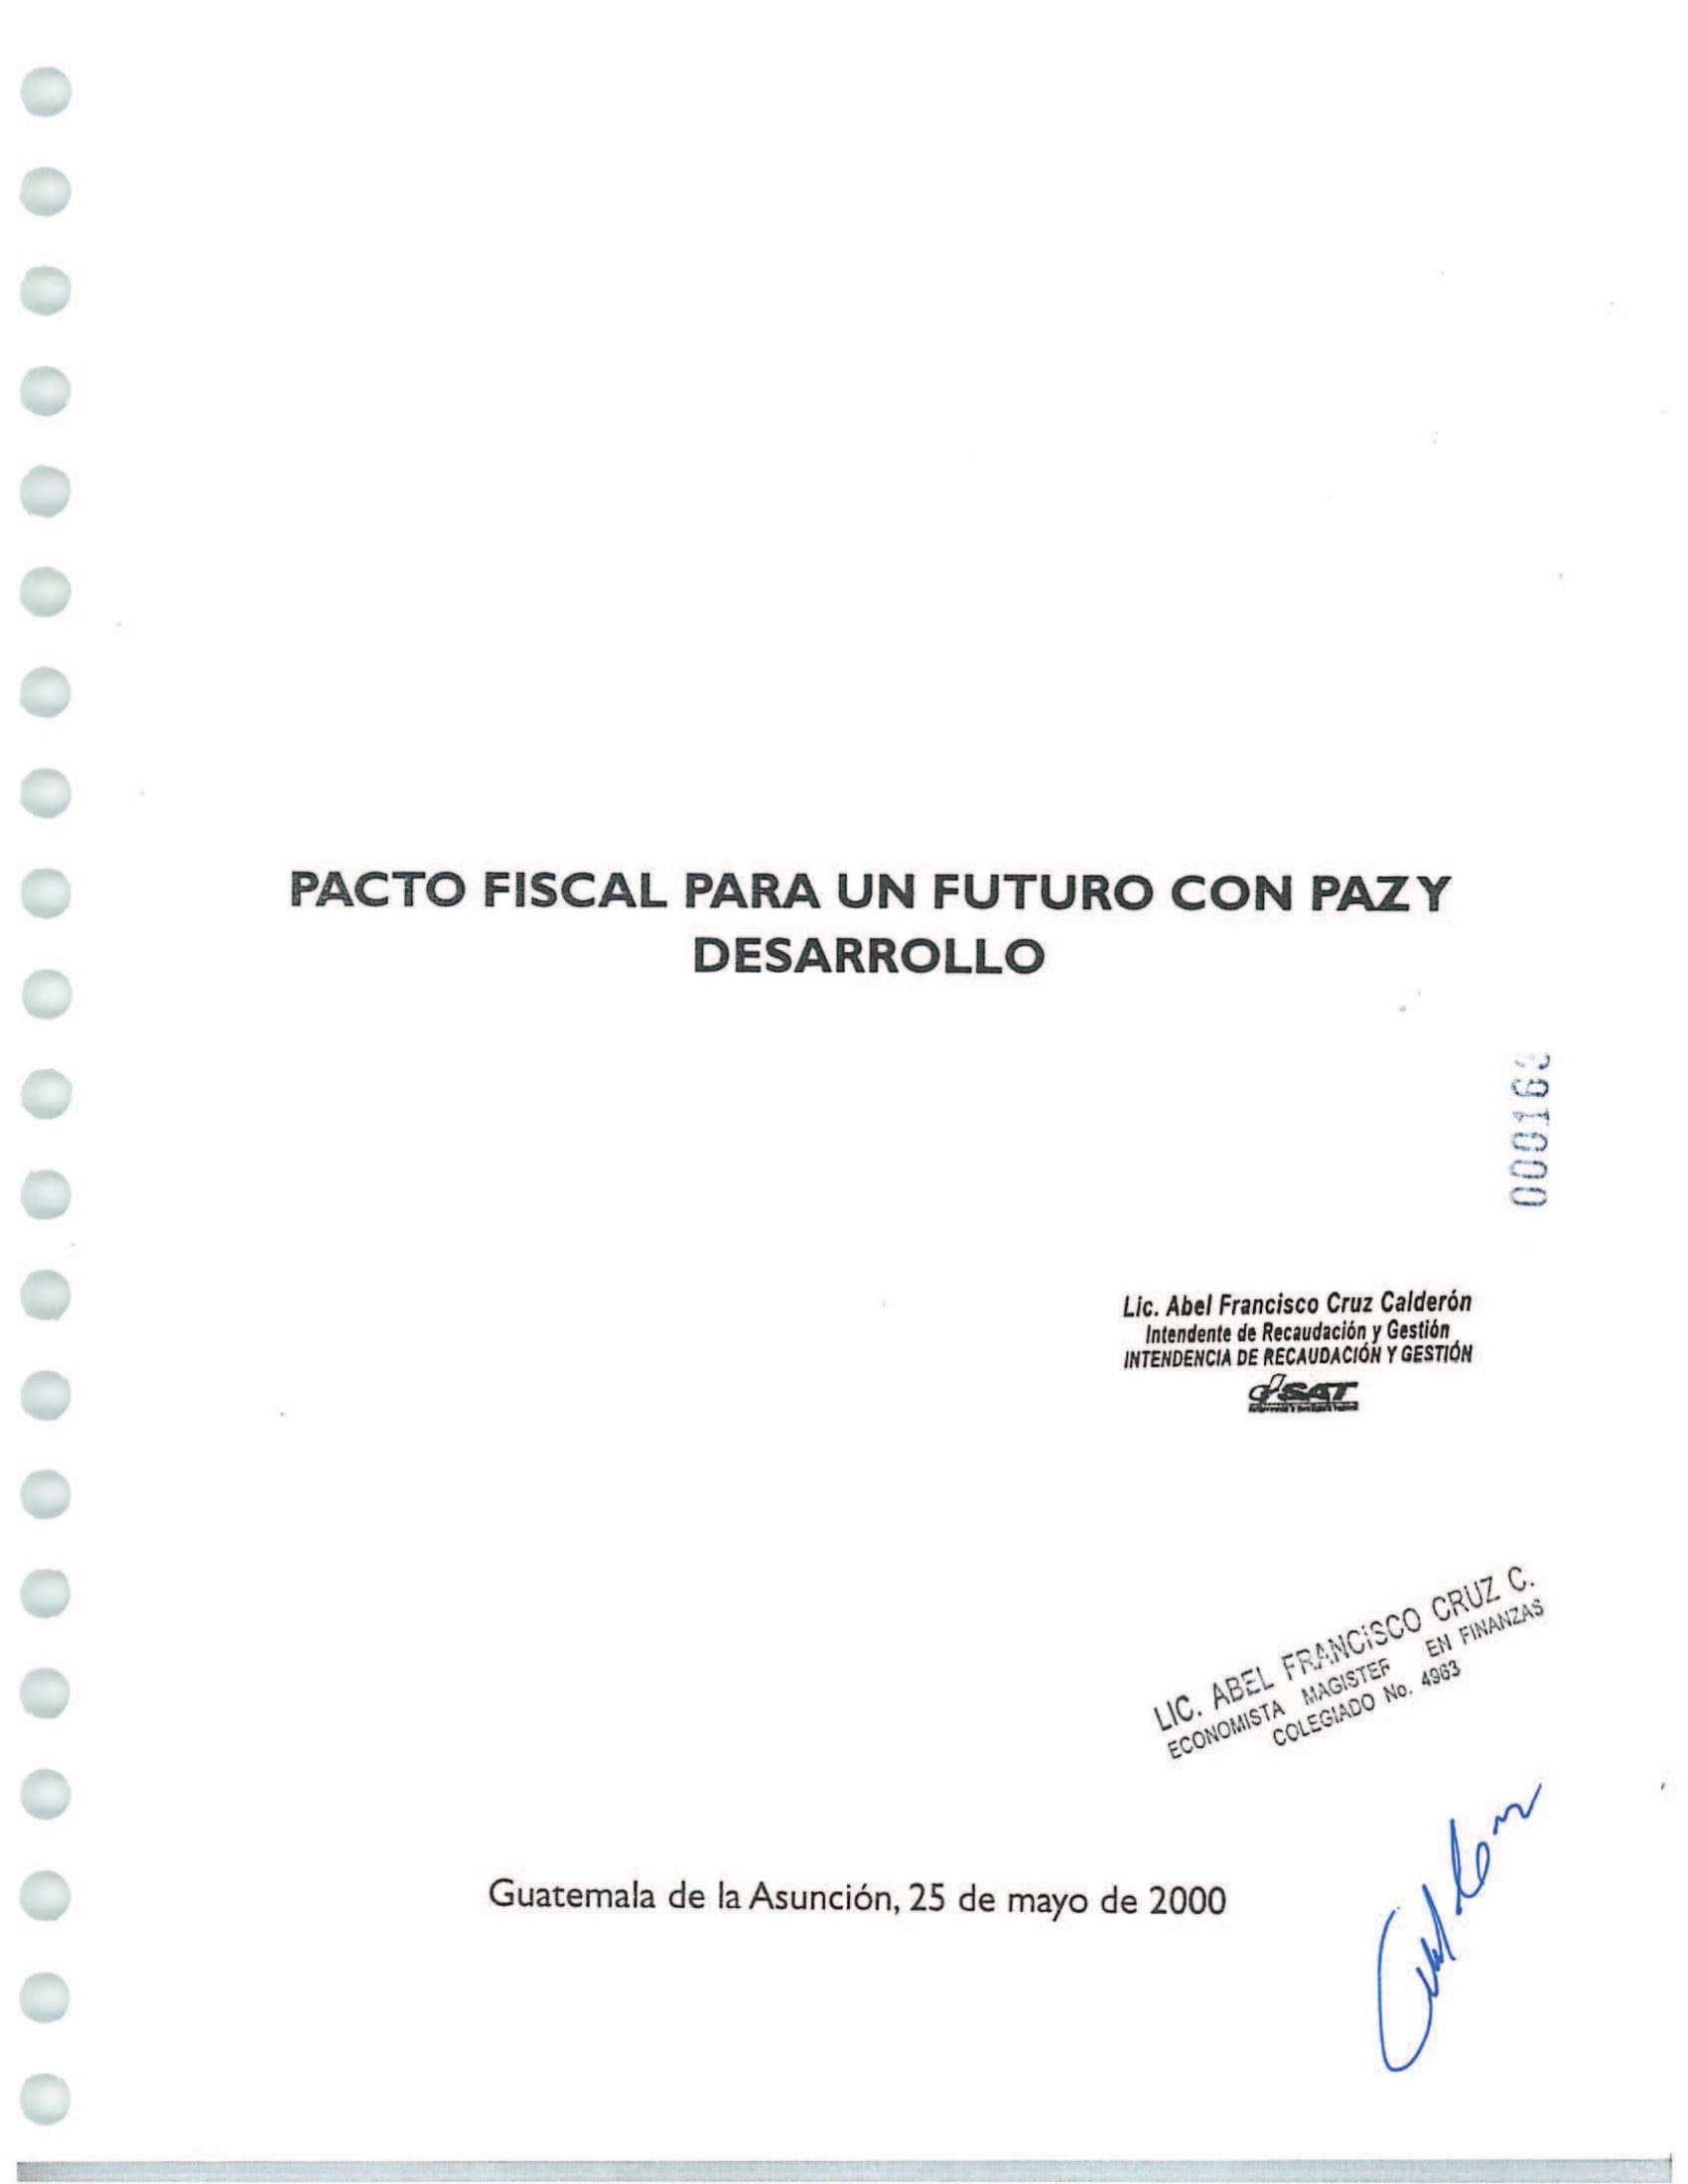 PACTO FISCAL PARA UN FUTURO CON PAZ Y
DESARROLLO
000163
Lic. Abel Francisco Cruz Calderón
Intendente de Recaudación y Gestión
INTENDENCIA DE RECAUDACIÓN Y GESTIÓN
SAT
LIC. ABEL FRANCISCO CRUZ C.
ECONOMISTA MAGISTER EN FINANZAS
COLEGIADO No. 4963
Guatemala de la Asunción, 25 de mayo de 2000